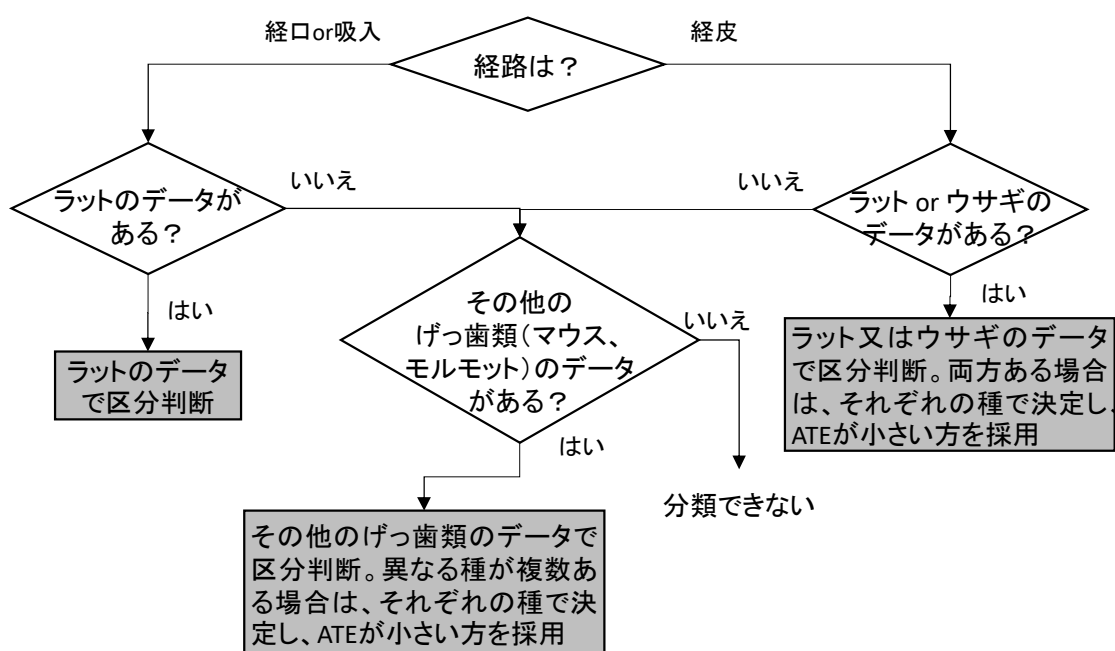 経口or吸入
経皮
経路は？
ラットのデータが
ある？
いいえ
いいえ
ラット or ウサギの
データがある？
はい
その他の
げっ歯類（マウス、
モルモット）のデータ
がある？
いいえ
はい
ラットのデータ
で区分判断
ラット又はウサギのデータ
で区分判断。両方ある場合
は、それぞれの種で決定し、
ATEが小さい方を採用
はい
分類できない
その他のげっ歯類のデータで
区分判断。異なる種が複数あ
る場合は、それぞれの種で決
定し、ATEが小さい方を採用